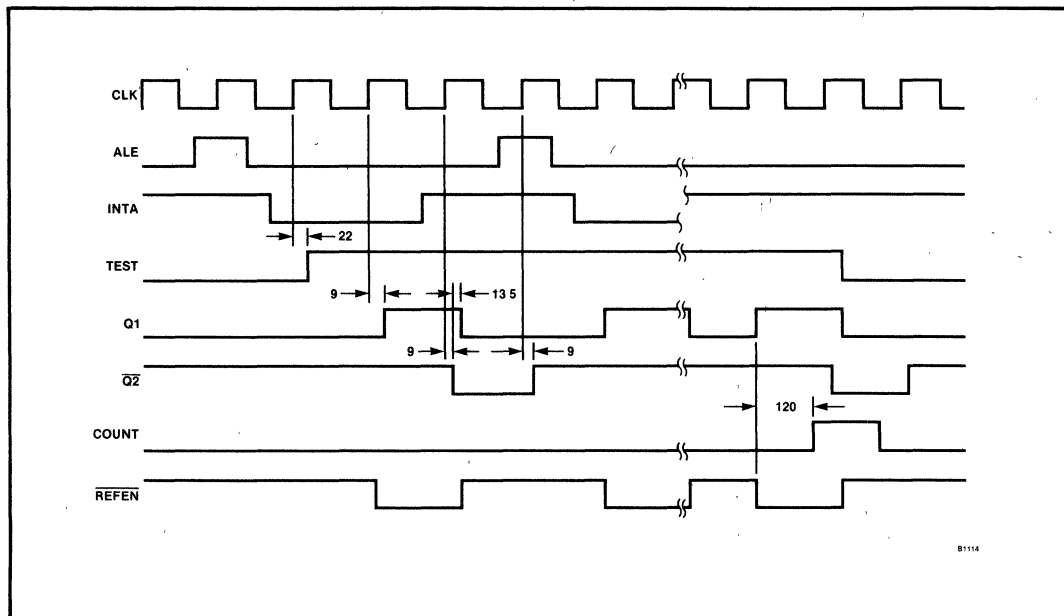 CLK
ALE
INTA
22
TEST
9
13 5
Q1
9
9
Q2
120
COUNT
REFEN
B1114